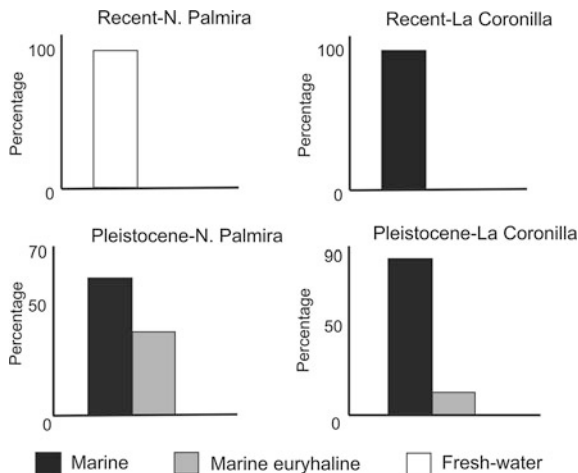 Recent-N. Palmira
100
Percentage
0
Recent-La Coronilla
100
Percentage
0
Pleistocene-N. Palmira
70
50
Percentage
0
Pleistocene-La Coronilla
90
50
Percentage
0
Marine
Marine euryhaline
Fresh-water